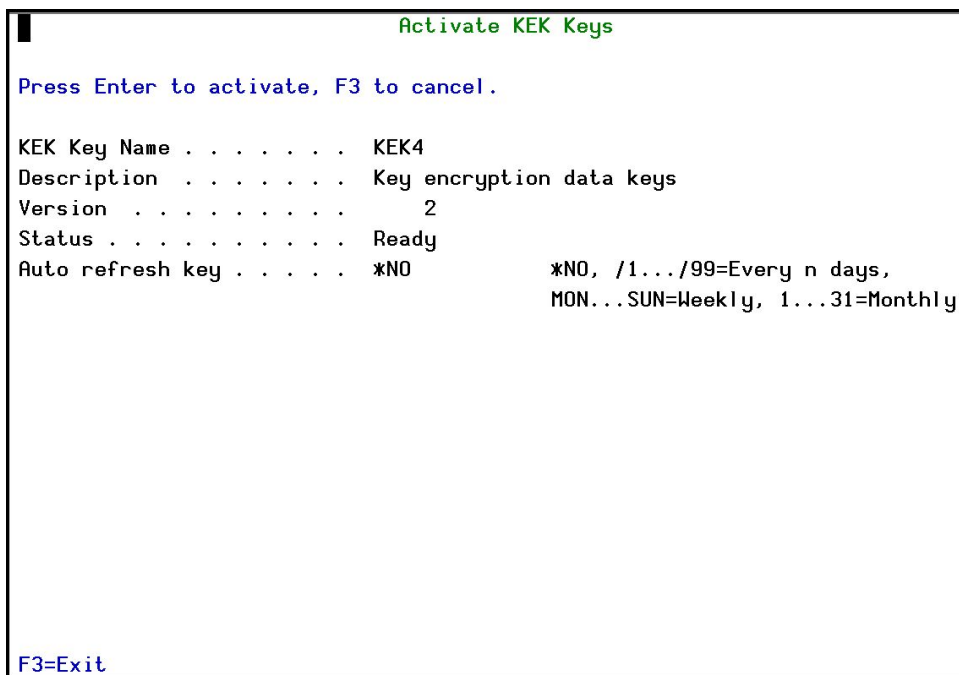 Activate KEK Keys
Press Enter to activate, F3 to cancel.
KEK Key Name . . . . . . . KEK4
Description . . . . . . . Key encryption data keys
Version . . . . . . . . . 2
Status . . . . . . . . . . Ready
Auto refresh key . . . . . *NO *NO, /1.../99=Every n days,
MON...SUN=Weekly, 1...31=Monthly
F3=Exit